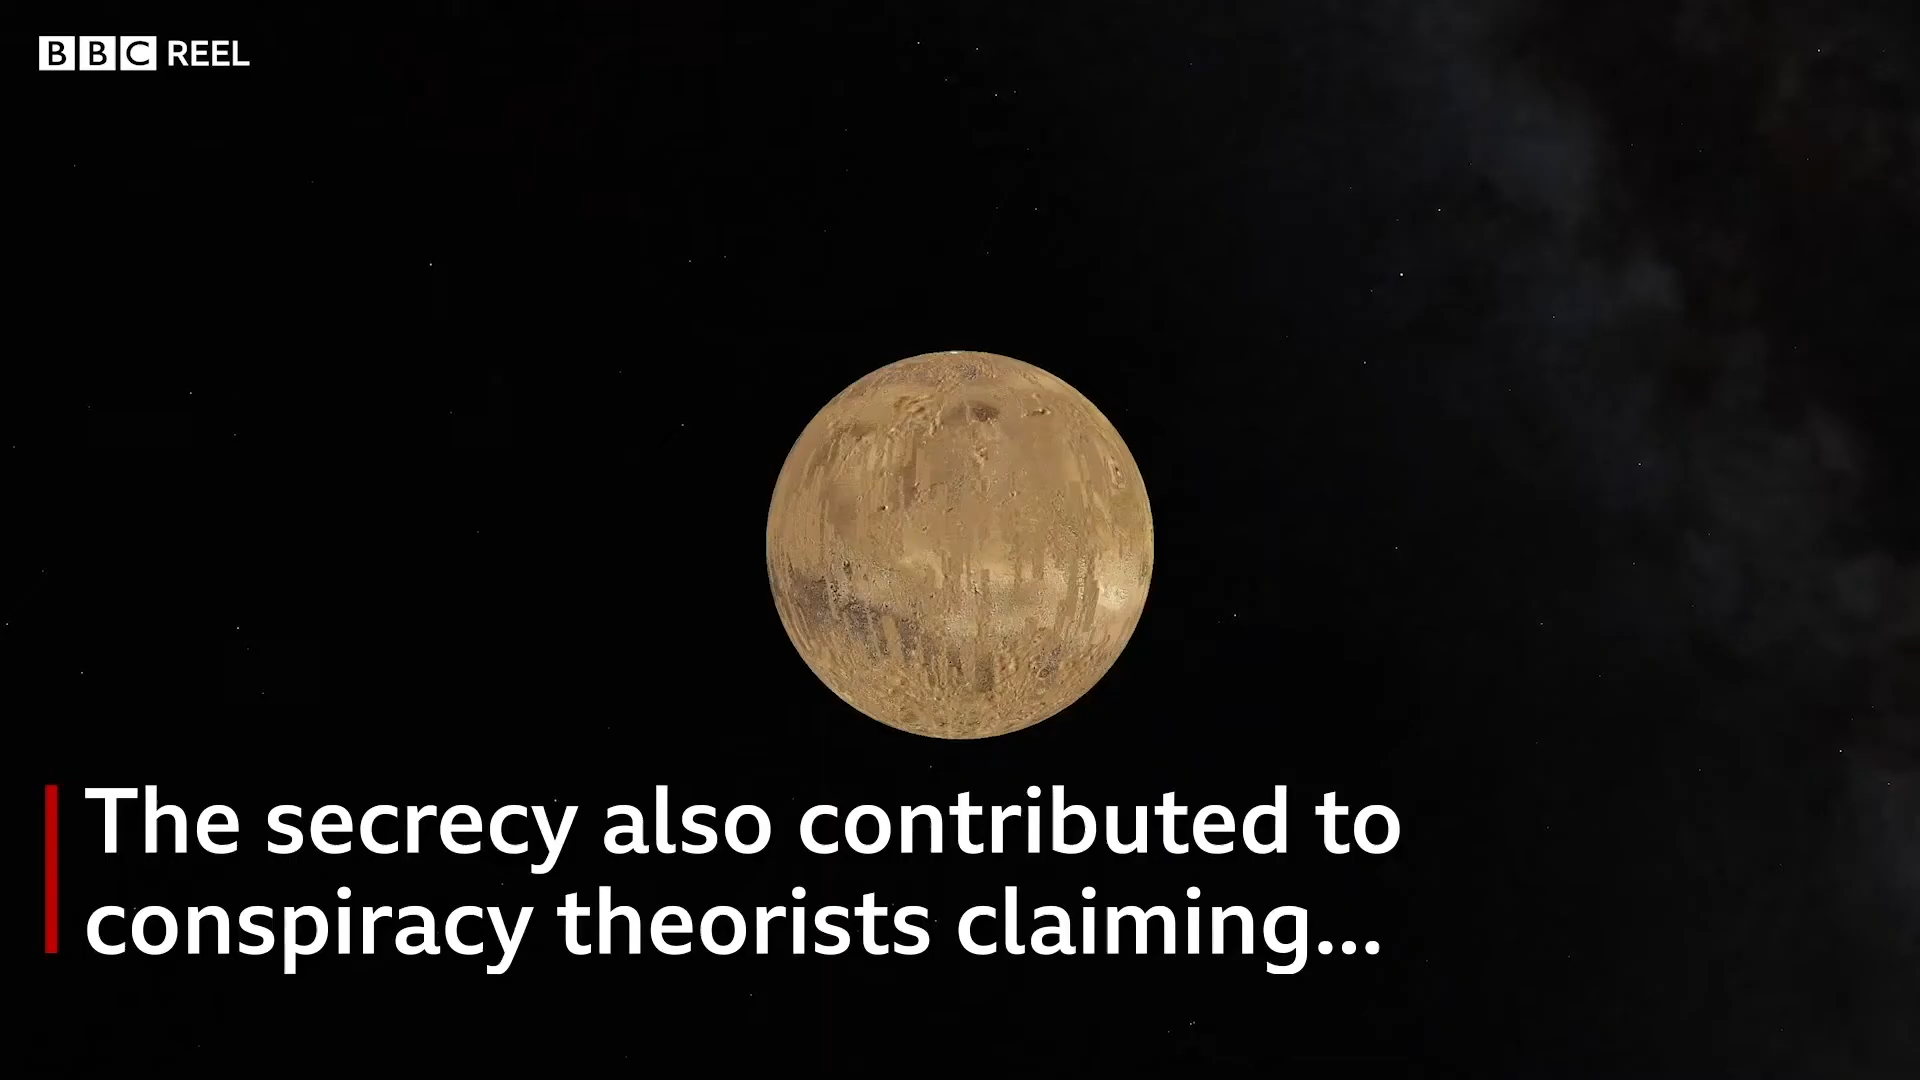 BBC REEL
The secrecy also contributed to
conspiracy theorists claiming...